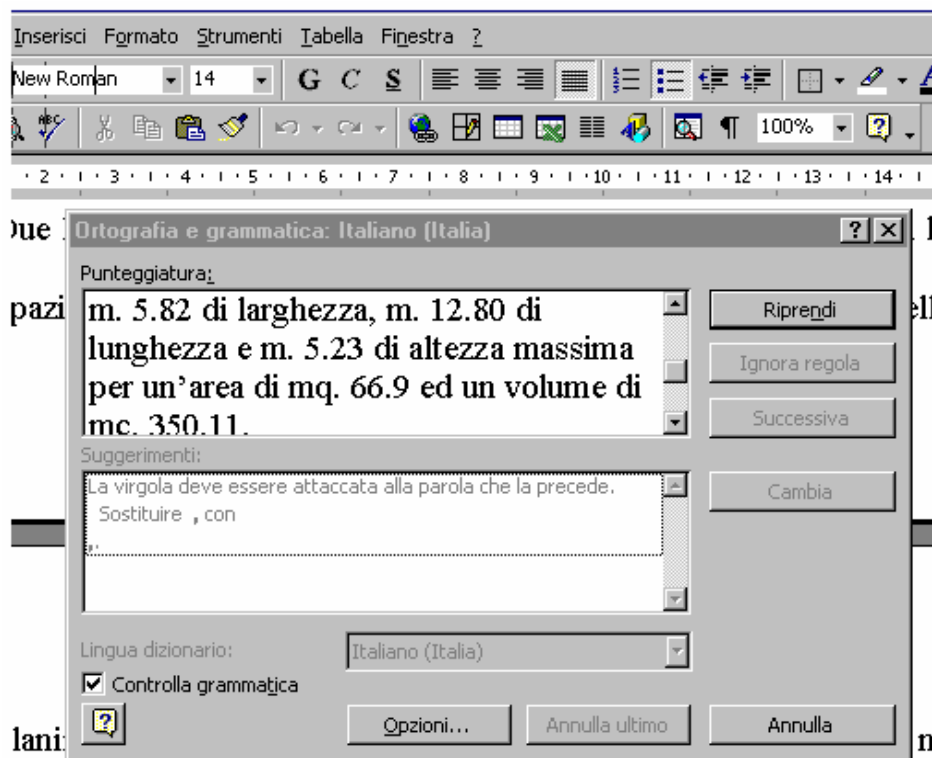 Inserisci Formato Strumenti Tabella Finestra ?
New Roman 14 G C S
100%
2 3 4 5 6 7 8 9 10 11 12 13 14
Ortografia e grammatica: Italiano (Italia)
Punteggiatura:
m. 5.82 di larghezza, m. 12.80 di
lunghezza e m. 5.23 di altezza massima
per un'area di mq. 66.9 ed un volume di
mc. 350.11.
Riprendi
Ignora regola
Successiva
Suggerimenti:
La virgola deve essere attaccata alla parola che la precede.
Sostituire , con
Cambia
Lingua dizionario: Italiano (Italia)
Controlla grammatica
Opzioni... Annulla ultimo Annulla